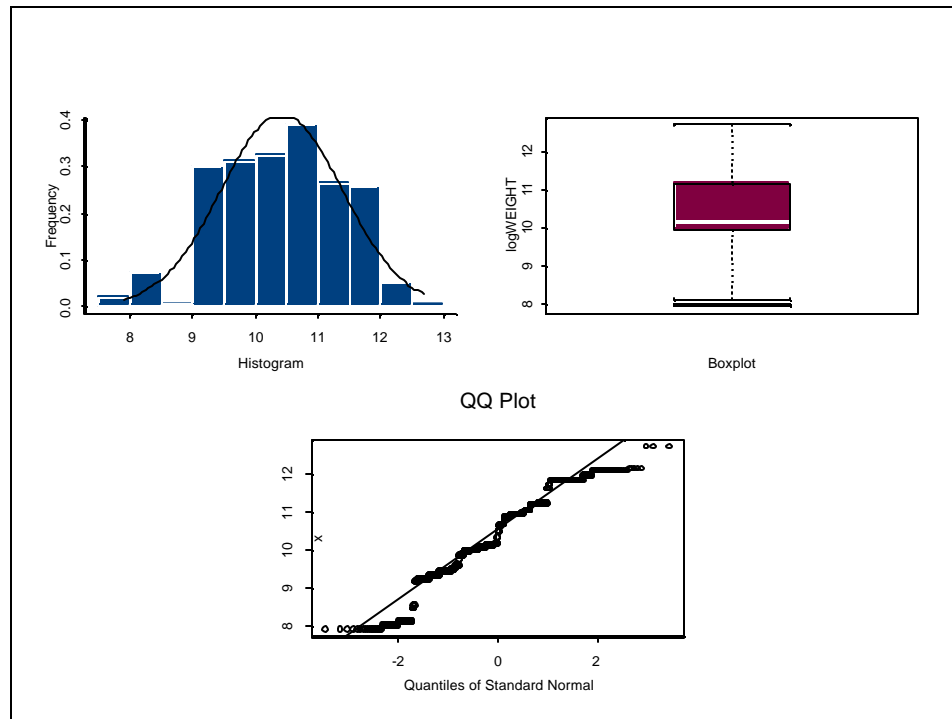 0.0 0.1 0.2 0.3 0.4
Frequency
8 9 10 11 12 13
Histogram
8 9 10 11 12
logWEIGHT
Boxplot
QQ Plot
8 9 10 11 12
x
-2 0 2
Quantiles of Standard Normal